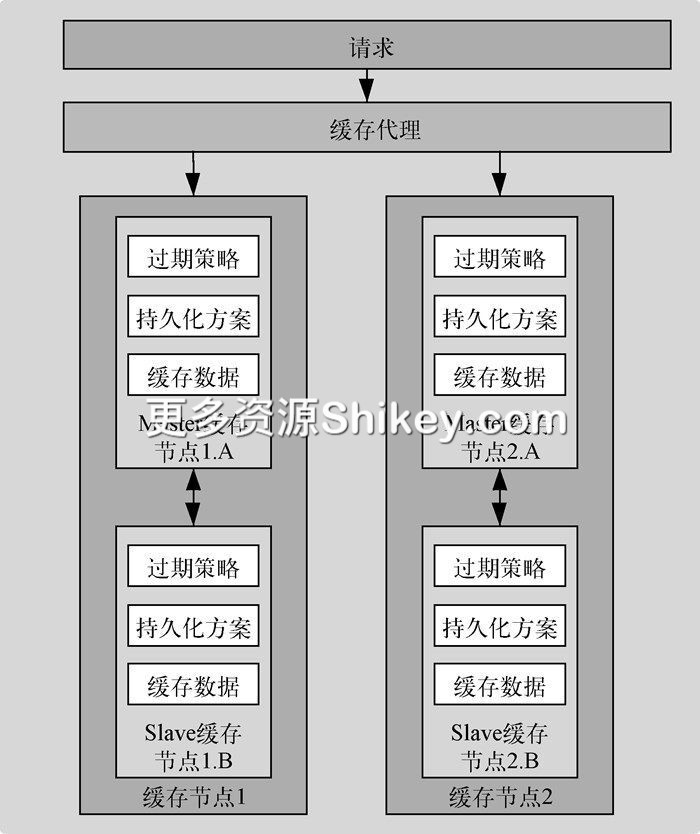 请求
缓存代理
过期策略
持久化方案
缓存数据
Master缓存
节点1.A
过期策略
持久化方案
缓存数据
Slave缓存
节点1.B
缓存节点1
过期策略
持久化方案
缓存数据
Master缓存
节点2.A
过期策略
持久化方案
缓存数据
Slave缓存
节点2.B
缓存节点2
更多资源Shikey.com